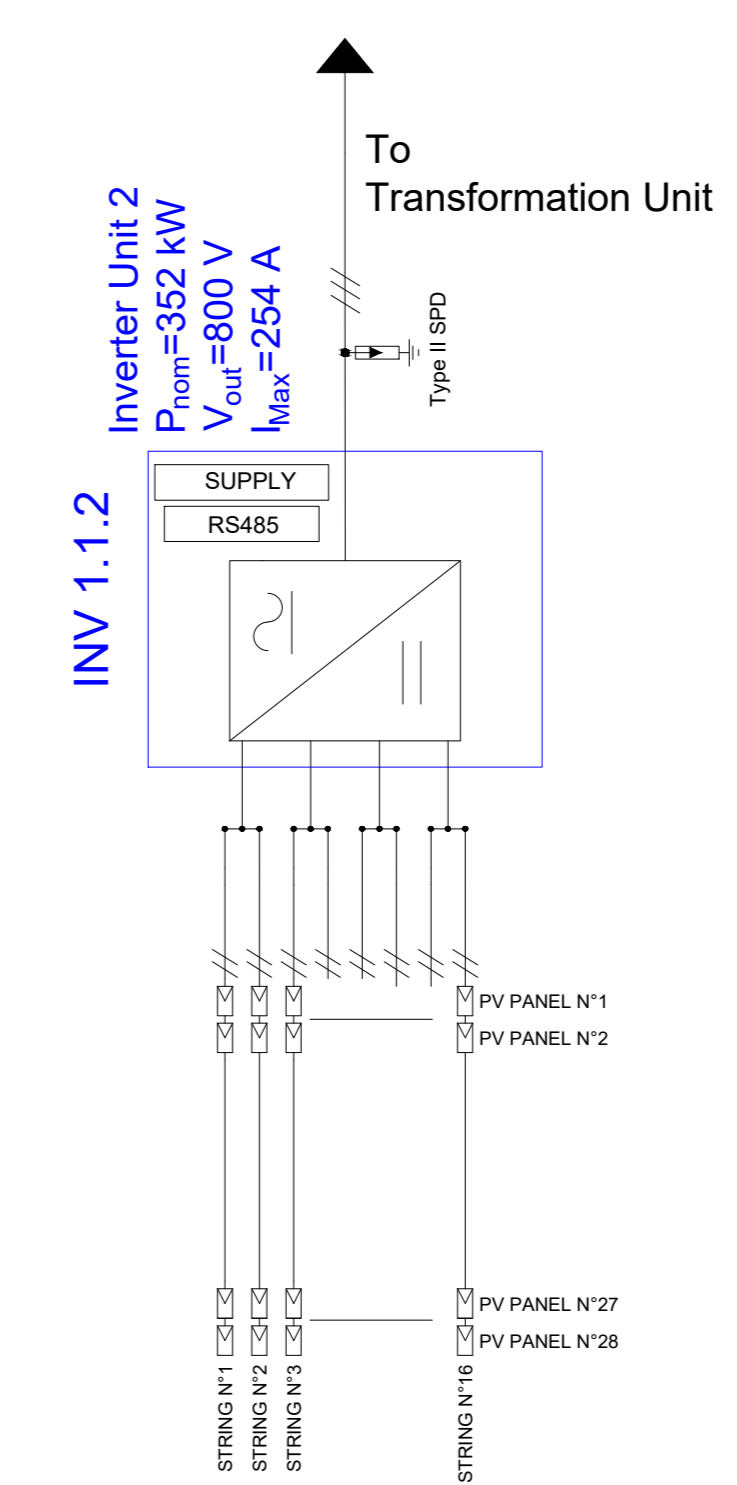 To
Transformation Unit
Inverter Unit 2
Pnom=352 kW
Vout=800 V
IMax=254 A
Type II SPD
INV 1.1.2
SUPPLY
RS485
PV PANEL N°1
PV PANEL N°2
PV PANEL N°27
PV PANEL N°28
STRING N°1
STRING N°2
STRING N°3
STRING N°16